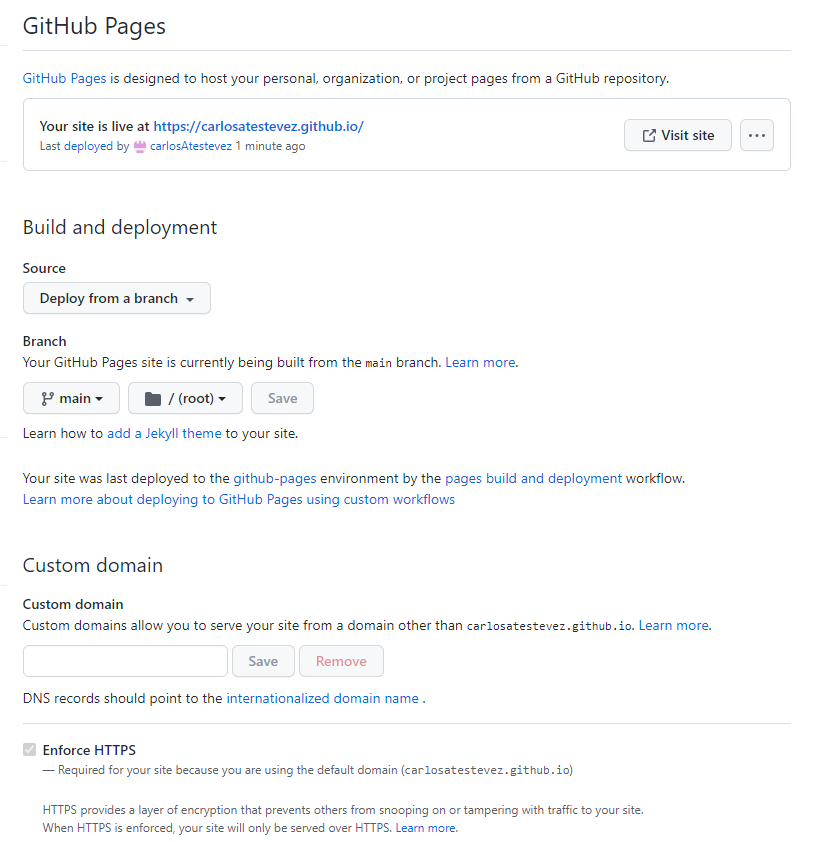 GitHub Pages
GitHub Pages is designed to host your personal, organization, or project pages from a GitHub repository.
Your site is live at https://carlosatestevez.github.io/
Last deployed by carlosAtestevez 1 minute ago
Visit site
Build and deployment
Source
Deploy from a branch
Branch
Your GitHub Pages site is currently being built from the main branch. Learn more.
main / (root) Save
Learn how to add a Jekyll theme to your site.
Your site was last deployed to the github-pages environment by the pages build and deployment workflow.
Learn more about deploying to GitHub Pages using custom workflows
Custom domain
Custom domain
Custom domains allow you to serve your site from a domain other than carlosatestevez.github.io. Learn more.
Save Remove
DNS records should point to the internationalized domain name .
Enforce HTTPS
— Required for your site because you are using the default domain (carlosatestevez.github.io)
HTTPS provides a layer of encryption that prevents others from snooping on or tampering with traffic to your site.
When HTTPS is enforced, your site will only be served over HTTPS. Learn more.